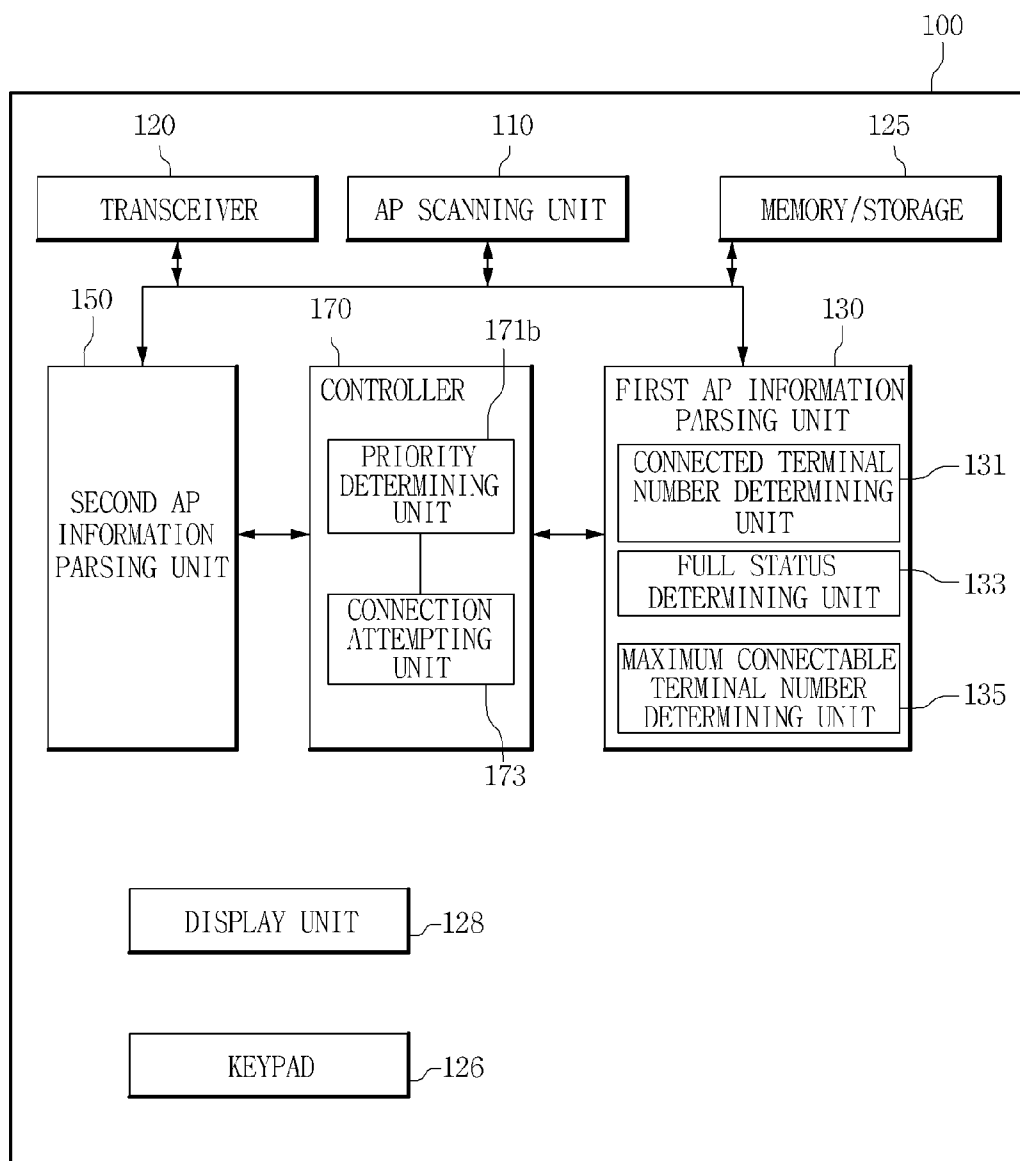 100
120
110
125
TRANSCEIVER
AP SCANNING UNIT
MEMORY/STORAGE
150
170
171b
130
CONTROLLER
PRIORITY
DETERMINING
UNIT
CONNECTION
ATTEMPTING
UNIT
173
SECOND AP
INFORMATION
PARSING UNIT
FIRST AP INFORMATION
PARSING UNIT
CONNECTED TERMINAL
NUMBER DETERMINING
UNIT
131
FULL STATUS
DETERMINING UNIT
133
MAXIMUM CONNECTABLE
TERMINAL NUMBER
DETERMINING UNIT
135
DISPLAY UNIT
128
KEYPAD
126